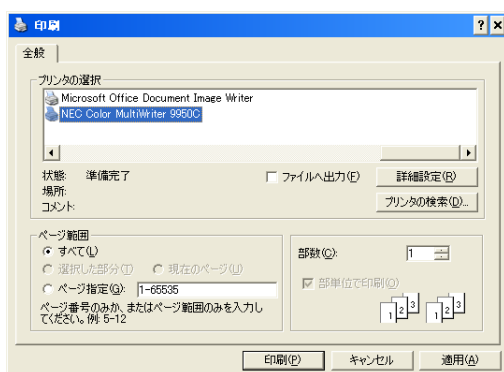 印刷
全般
プリンタの選択
Microsoft Office Document Image Writer
NEC Color MultiWriter 9950C
状態: 準備完了
場所:
コメント:
ファイルへ出力(F)
詳細設定(R)
プリンタの検索(D)...
ページ範囲
すべて(L)
選択した部分(T) 現在のページ(U)
ページ指定(G): 1-65535
ページ番号のみか、またはページ範囲のみを入力し
てください。例: 5-12
部数(C): 1
部単位で印刷(O)
1 2 3 1 2 3
印刷(P) キャンセル 適用(A)